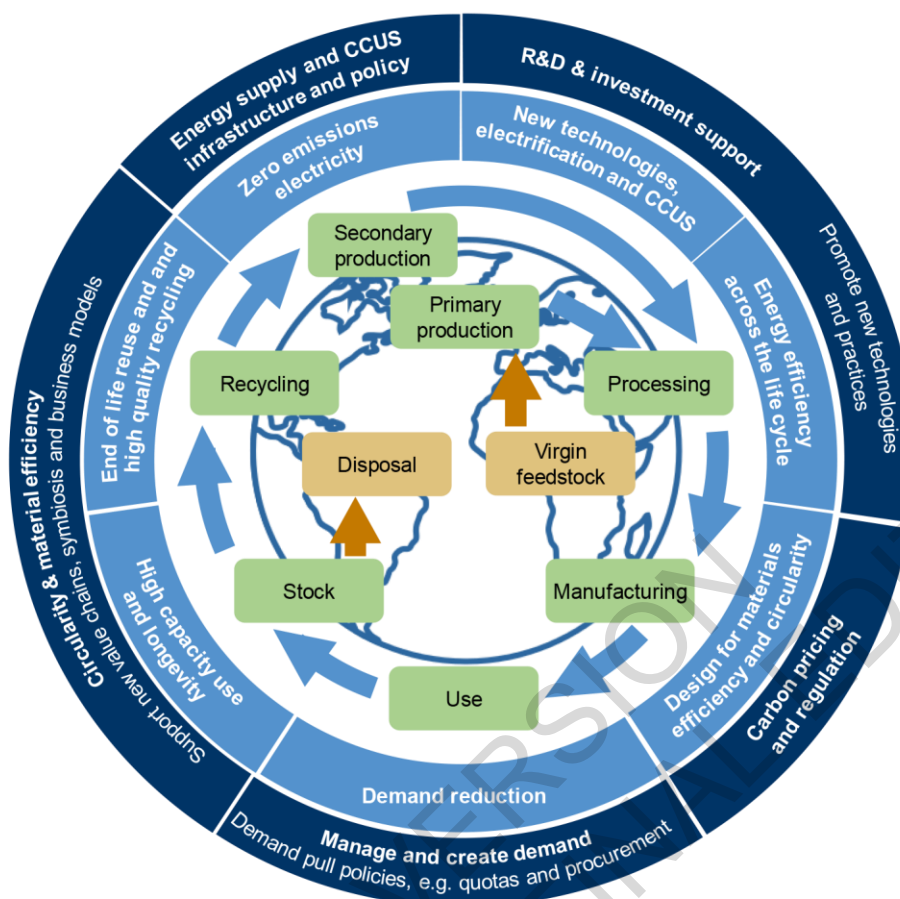 Energy supply and CCUS
infrastructure and policy
R&D & investment support
Promote new technologies
and practices
Carbon pricing
and regulation
Manage and create demand
Demand pull policies, e.g. quotas and procurement
Circularity & material efficiency
Support new value chains, symbiosis and business models
Zero emissions
electricity
New technologies,
electrification and CCUS
Energy efficiency
across the life cycle
Design for materials
efficiency and circularity
Demand reduction
High capacity use
and longevity
End of life reuse and and
high quality recycling
Secondary
production
Primary
production
Recycling
Processing
Disposal
Virgin
feedstock
Stock
Manufacturing
Use
VERSION